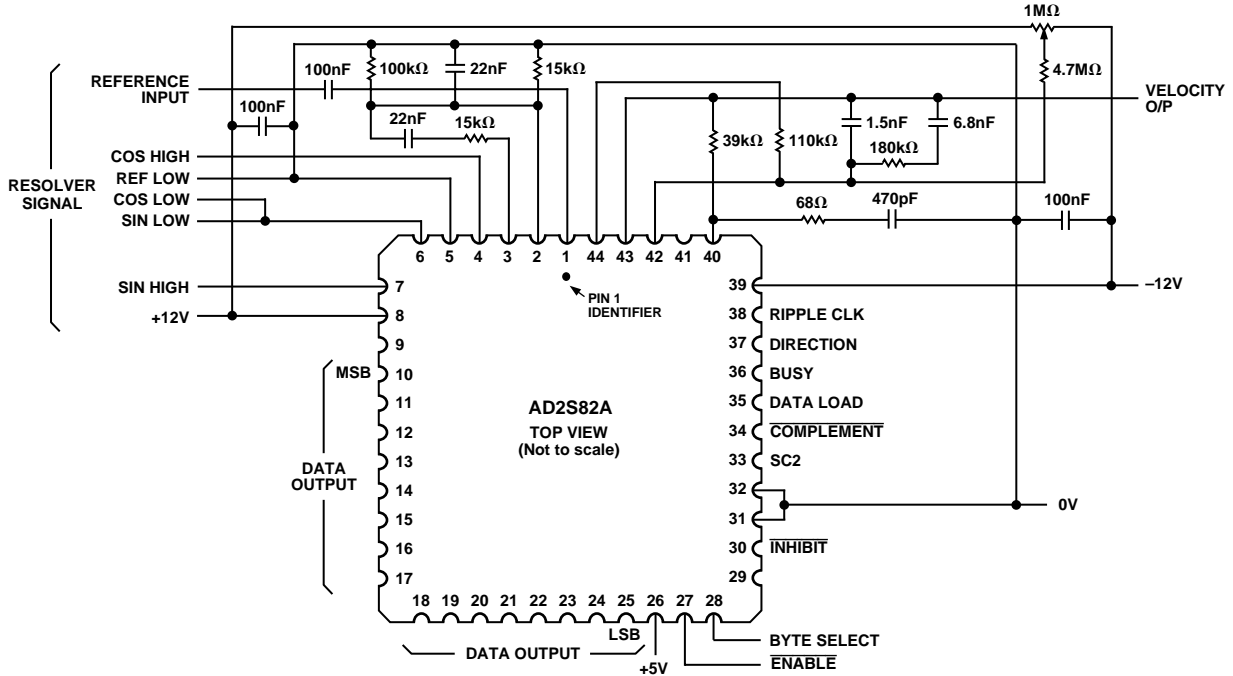 1MΩ
100nF
100kΩ
22nF
15kΩ
4.7MΩ
REFERENCE
INPUT
VELOCITY
O/P
100nF
22nF
15kΩ
39kΩ
110kΩ
1.5nF
6.8nF
180kΩ
COS HIGH
REF LOW
COS LOW
SIN LOW
RESOLVER
SIGNAL
68Ω
470pF
100nF
6 5 4 3 2 1 44 43 42 41 40
SIN HIGH
+12V
7
8
9
MSB 10
11
12
13
14
15
16
17
DATA
OUTPUT
PIN 1
IDENTIFIER
AD2S82A
TOP VIEW
(Not to scale)
39
–12V
38 RIPPLE CLK
37 DIRECTION
36 BUSY
35 DATA LOAD
34 COMPLEMENT
33 SC2
32
31
0V
30 INHIBIT
29
18 19 20 21 22 23 24 25 26 27 28
LSB
DATA OUTPUT
+5V
BYTE SELECT
ENABLE